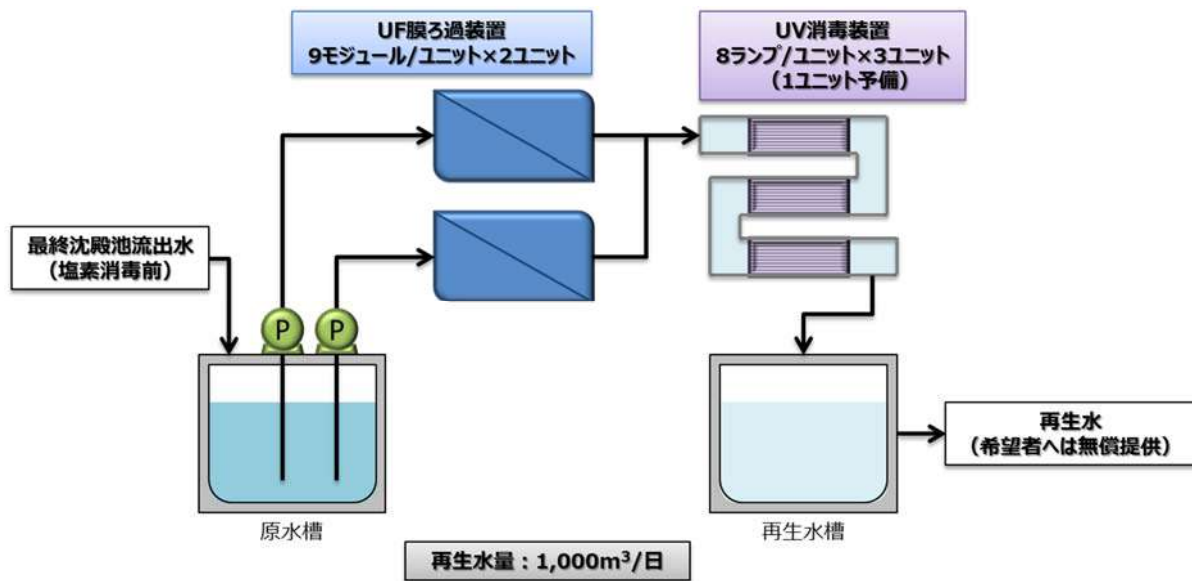 UF膜ろ過装置
9モジュール/ユニット×2ユニット
UV消毒装置
8ランプ/ユニット×3ユニット
（1ユニット予備）
最終沈殿池流出水
（塩素消毒前）
P
P
再生水
（希望者へは無償提供）
原水槽
再生水槽
再生水量：1,000m³/日